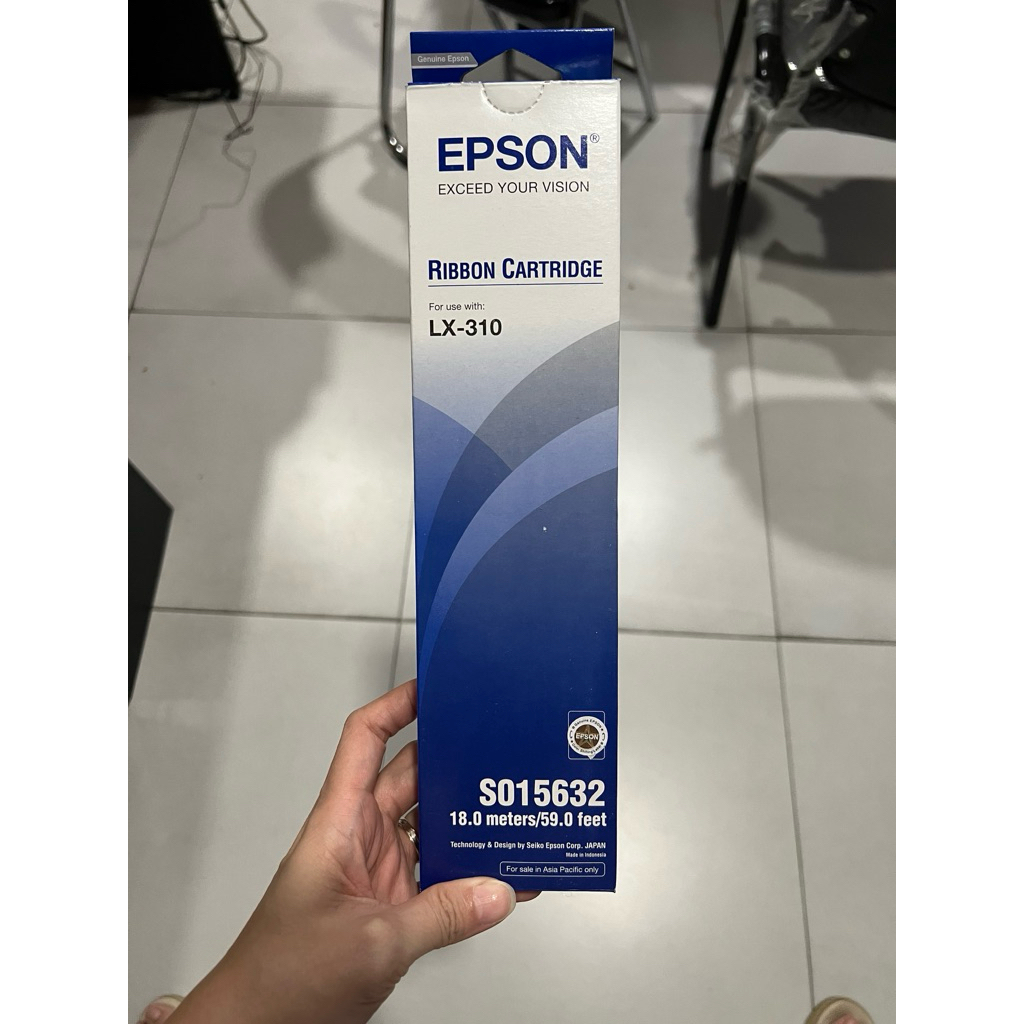 Genuine Epson
EPSON®
EXCEED YOUR VISION
RIBBON CARTRIDGE
For use with:
LX-310
EPSON
S015632
18.0 meters/59.0 feet
Technology & Design by Seiko Epson Corp. JAPAN
Made in Indonesia
For sale in Asia Pacific only